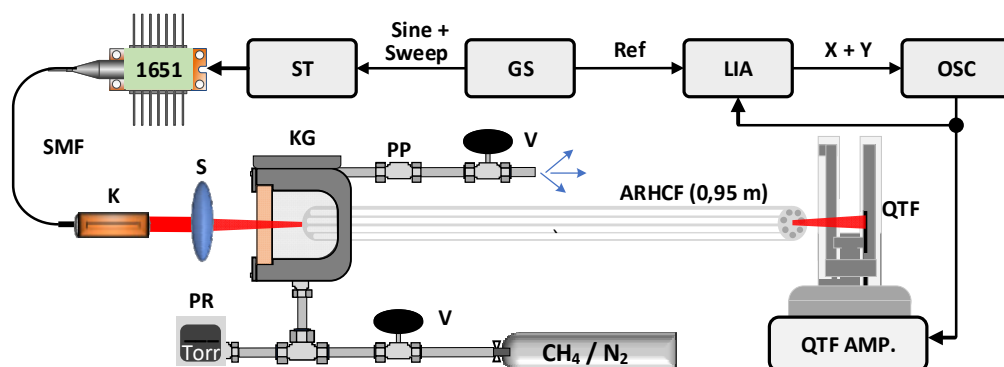 1651
ST
Sine +
Sweep
GS
Ref
LIA
X + Y
OSC
SMF
K
S
KG
PP
V
ARHCF (0,95 m)
QTF
PR
Torr
V
CH₄ / N₂
QTF AMP.